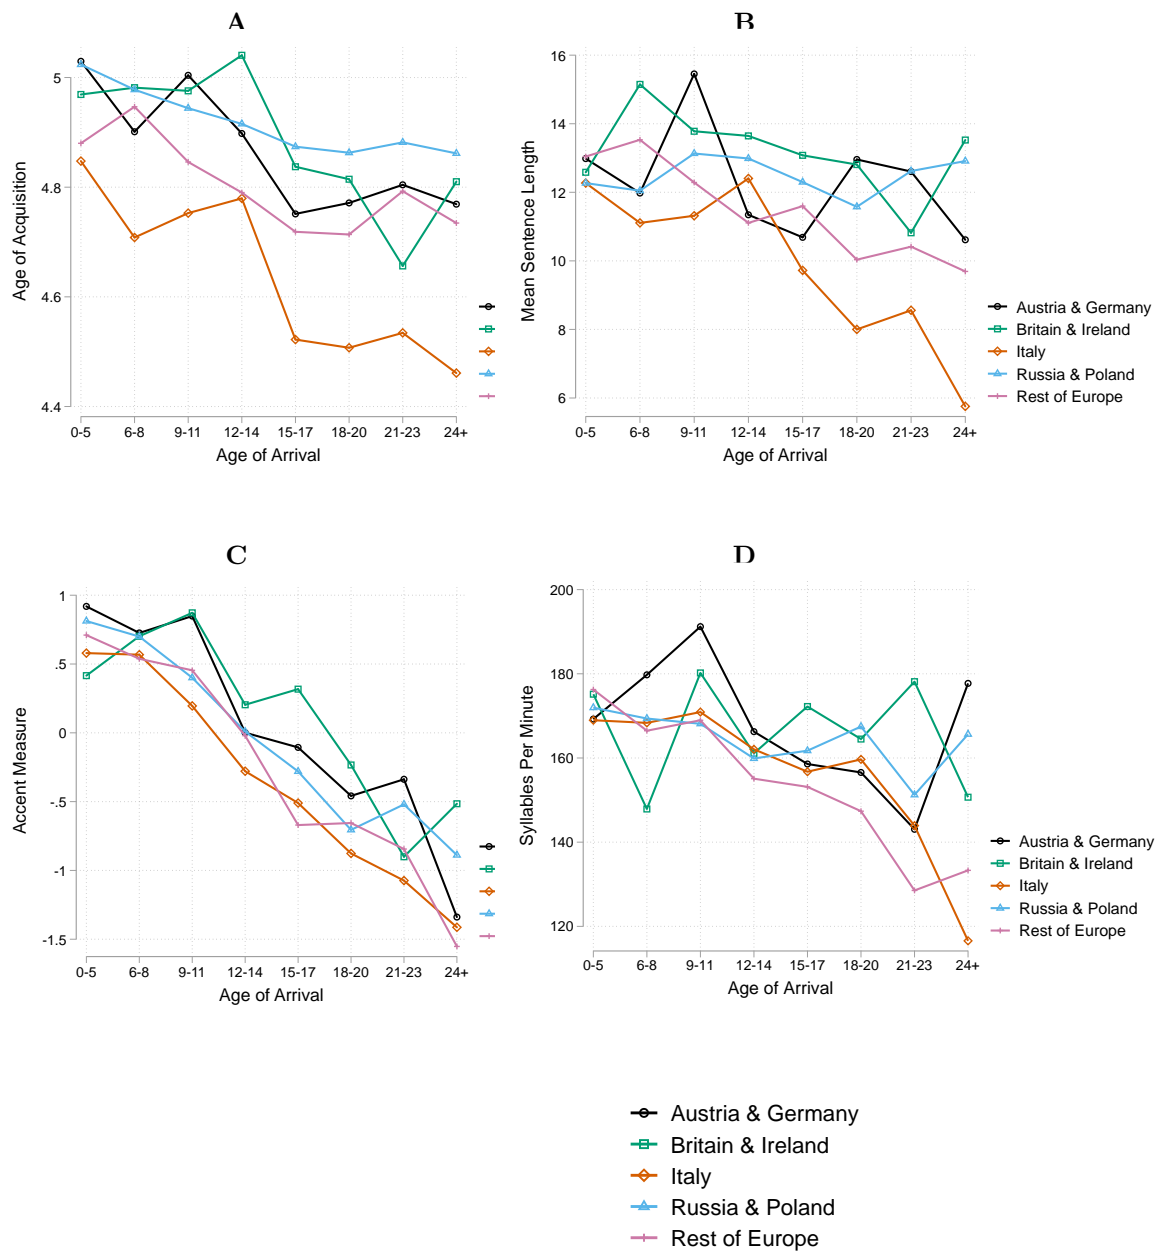 A
Age of Acquisition
5
4.8
4.6
4.4
0-5 6-8 9-11 12-14 15-17 18-20 21-23 24+
Age of Arrival
B
Mean Sentence Length
16
14
12
10
8
6
0-5 6-8 9-11 12-14 15-17 18-20 21-23 24+
Age of Arrival
Austria & Germany
Britain & Ireland
Italy
Russia & Poland
Rest of Europe
C
Accent Measure
1
.5
0
-.5
-1
-1.5
0-5 6-8 9-11 12-14 15-17 18-20 21-23 24+
Age of Arrival
D
Syllables Per Minute
200
180
160
140
120
0-5 6-8 9-11 12-14 15-17 18-20 21-23 24+
Age of Arrival
Austria & Germany
Britain & Ireland
Italy
Russia & Poland
Rest of Europe
Austria & Germany
Britain & Ireland
Italy
Russia & Poland
Rest of Europe